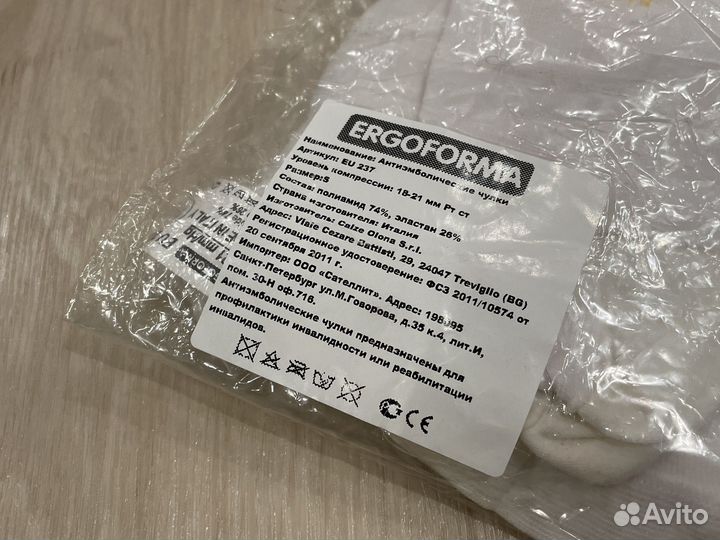 ERGOFORMA
Наименование: Антиэмболические чулки
Артикул: EU 237
Уровень компрессии: 18-21 мм Рт ст
Размер:S
Состав: полиамид 74%, эластан 26%
Страна изготовителя: Италия
Изготовитель: Calze Olona S.r.l.
Адрес: Viale Cezare Battisti, 29, 24047 Treviglio (BG)
Регистрационное удостоверение: ФСЗ 2011/10574 от
20 сентября 2011 г.
Импортер: ООО «Сателлит». Адрес: 198095
Санкт-Петербург ул.М.Говорова, д.35 к.4, лит.И,
пом. 30-Н оф.716.
Антиэмболические чулки предназначены для
профилактики инвалидности или реабилитации
инвалидов.
CE
Avito